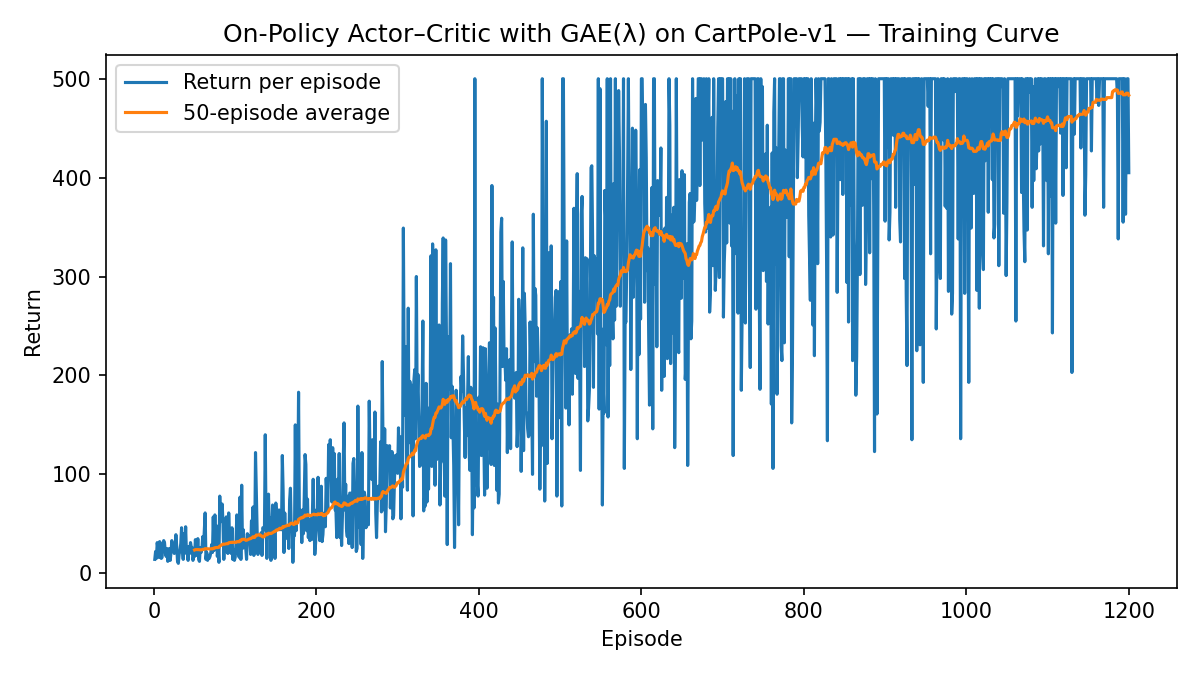 On-Policy Actor–Critic with GAE(λ) on CartPole-v1 — Training Curve
Return per episode
50-episode average
Return
500
400
300
200
100
0
0 200 400 600 800 1000 1200
Episode